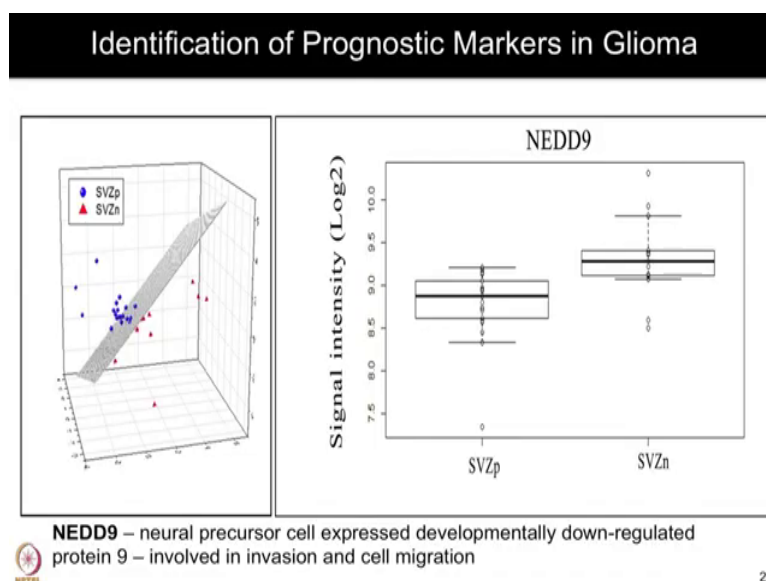 Identification of Prognostic Markers in Glioma
SVZp
SVZn
NEDD9
Signal intensity (Log2)
10.0
9.5
9.0
8.5
8.0
7.5
SVZp
SVZn
NEDD9 – neural precursor cell expressed developmentally down-regulated
protein 9 – involved in invasion and cell migration
2